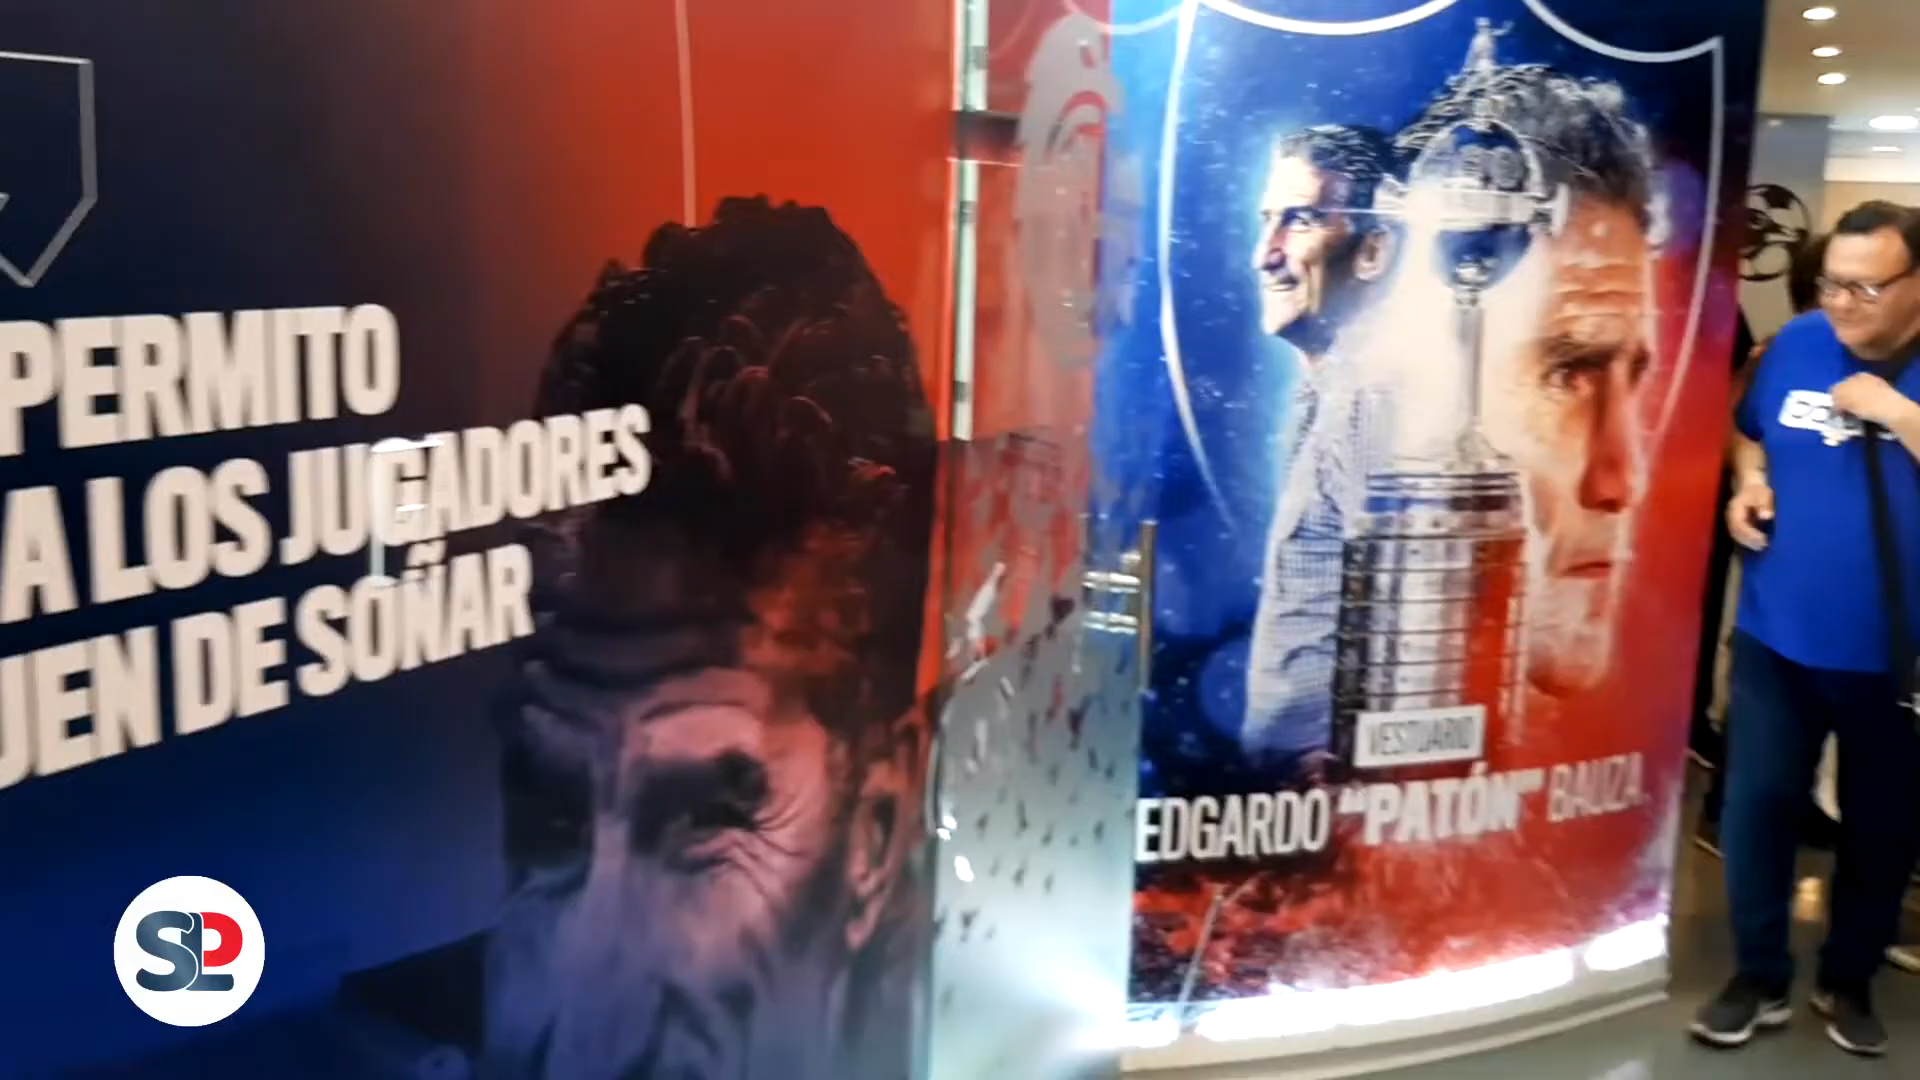 PERMITO
A LOS JUGADORES
JEN DE SOÑAR
VESTUARIO
EDGARDO "PATÓN" BAUZA
SL